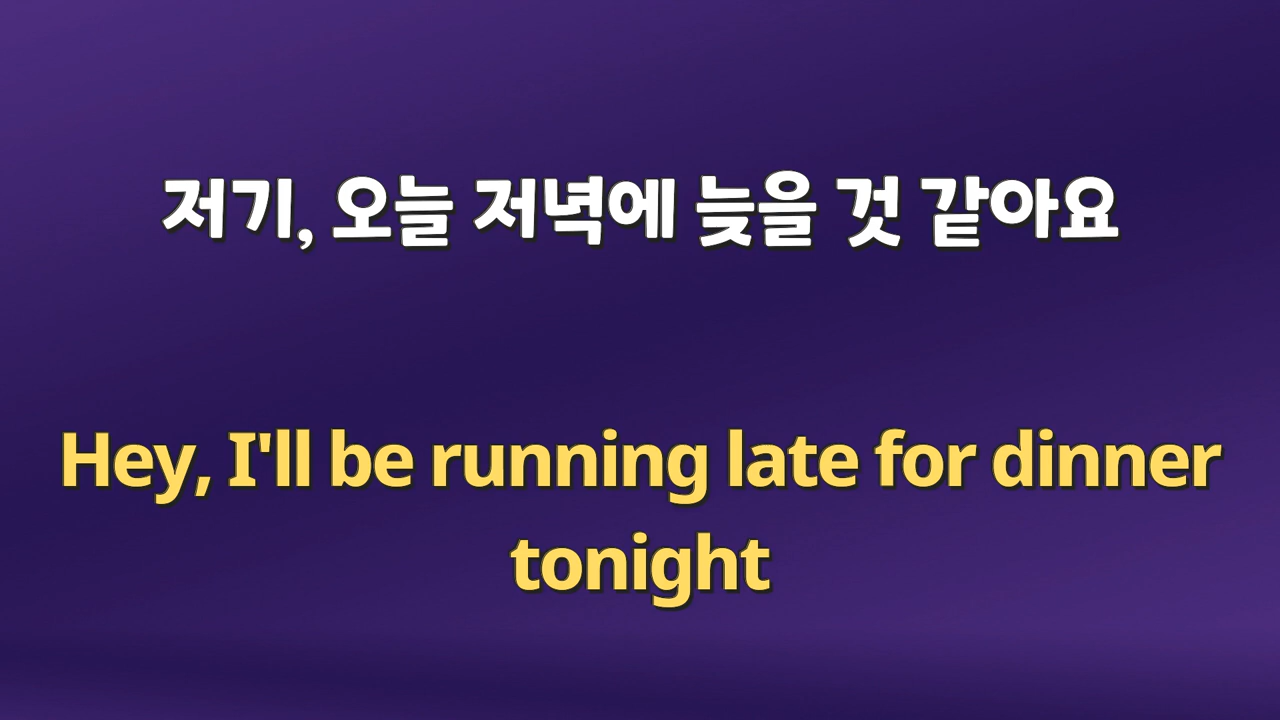 저기, 오늘 저녁에 늦을 것 같아요
Hey, I'll be running late for dinner
tonight